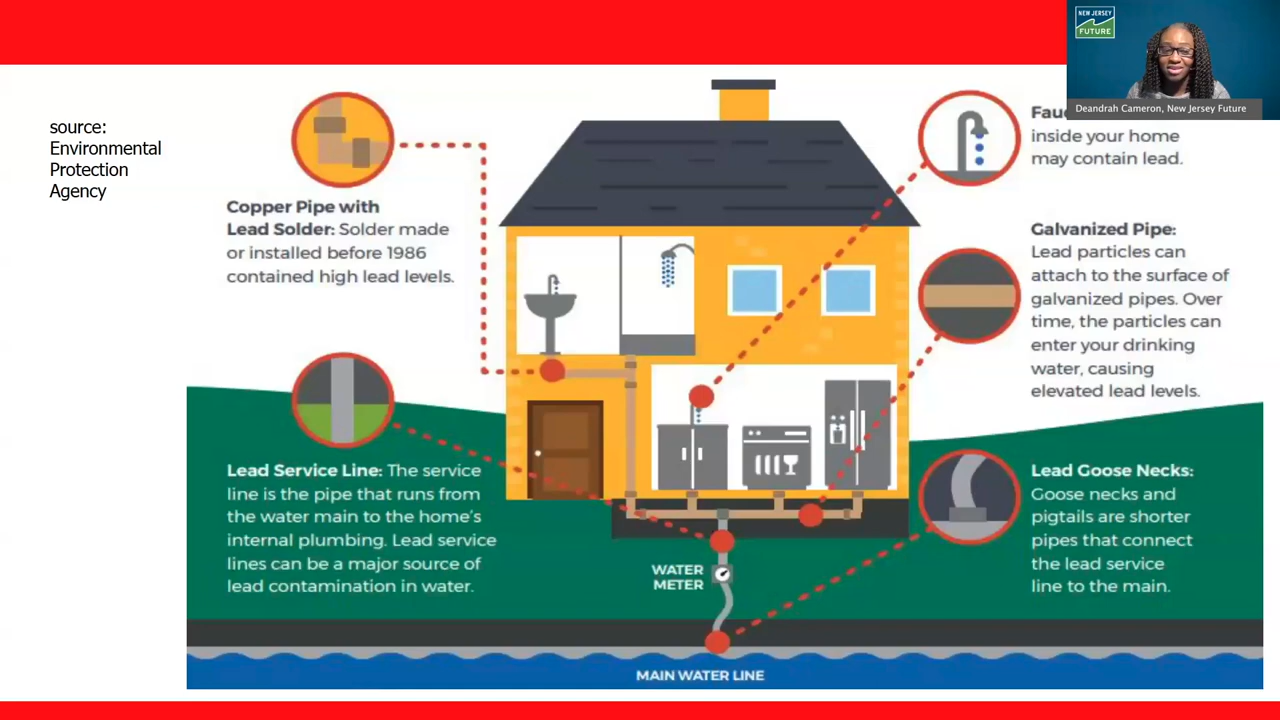 NEW JERSEY
FUTURE
Deandrah Cameron, New Jersey Future
source:
Environmental
Protection
Agency
Copper Pipe with
Lead Solder: Solder made
or installed before 1986
contained high lead levels.
Lead Service Line: The service
line is the pipe that runs from
the water main to the home's
internal plumbing. Lead service
lines can be a major source of
lead contamination in water.
inside your home
may contain lead.
Galvanized Pipe:
Lead particles can
attach to the surface of
galvanized pipes. Over
time, the particles can
enter your drinking
water, causing
elevated lead levels.
Lead Goose Necks:
Goose necks and
pigtails are shorter
pipes that connect
the lead service
line to the main.
WATER
METER
MAIN WATER LINE